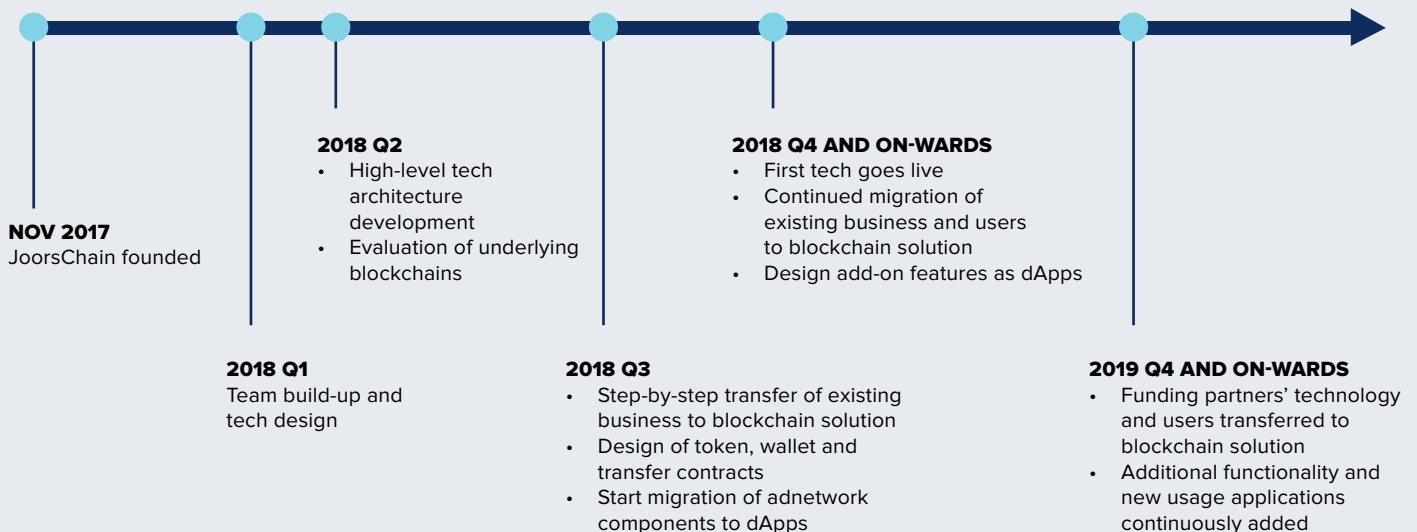 NOV 2017
JoorsChain founded
2018 Q1
Team build-up and
tech design
2018 Q2
• High-level tech
architecture
development
• Evaluation of underlying
blockchains
2018 Q3
• Step-by-step transfer of existing
business to blockchain solution
• Design of token, wallet and
transfer contracts
• Start migration of adnetwork
components to dApps
2018 Q4 AND ON-WARDS
• First tech goes live
• Continued migration of
existing business and users
to blockchain solution
• Design add-on features as dApps
2019 Q4 AND ON-WARDS
• Funding partners’ technology
and users transferred to
blockchain solution
• Additional functionality and
new usage applications
continuously added